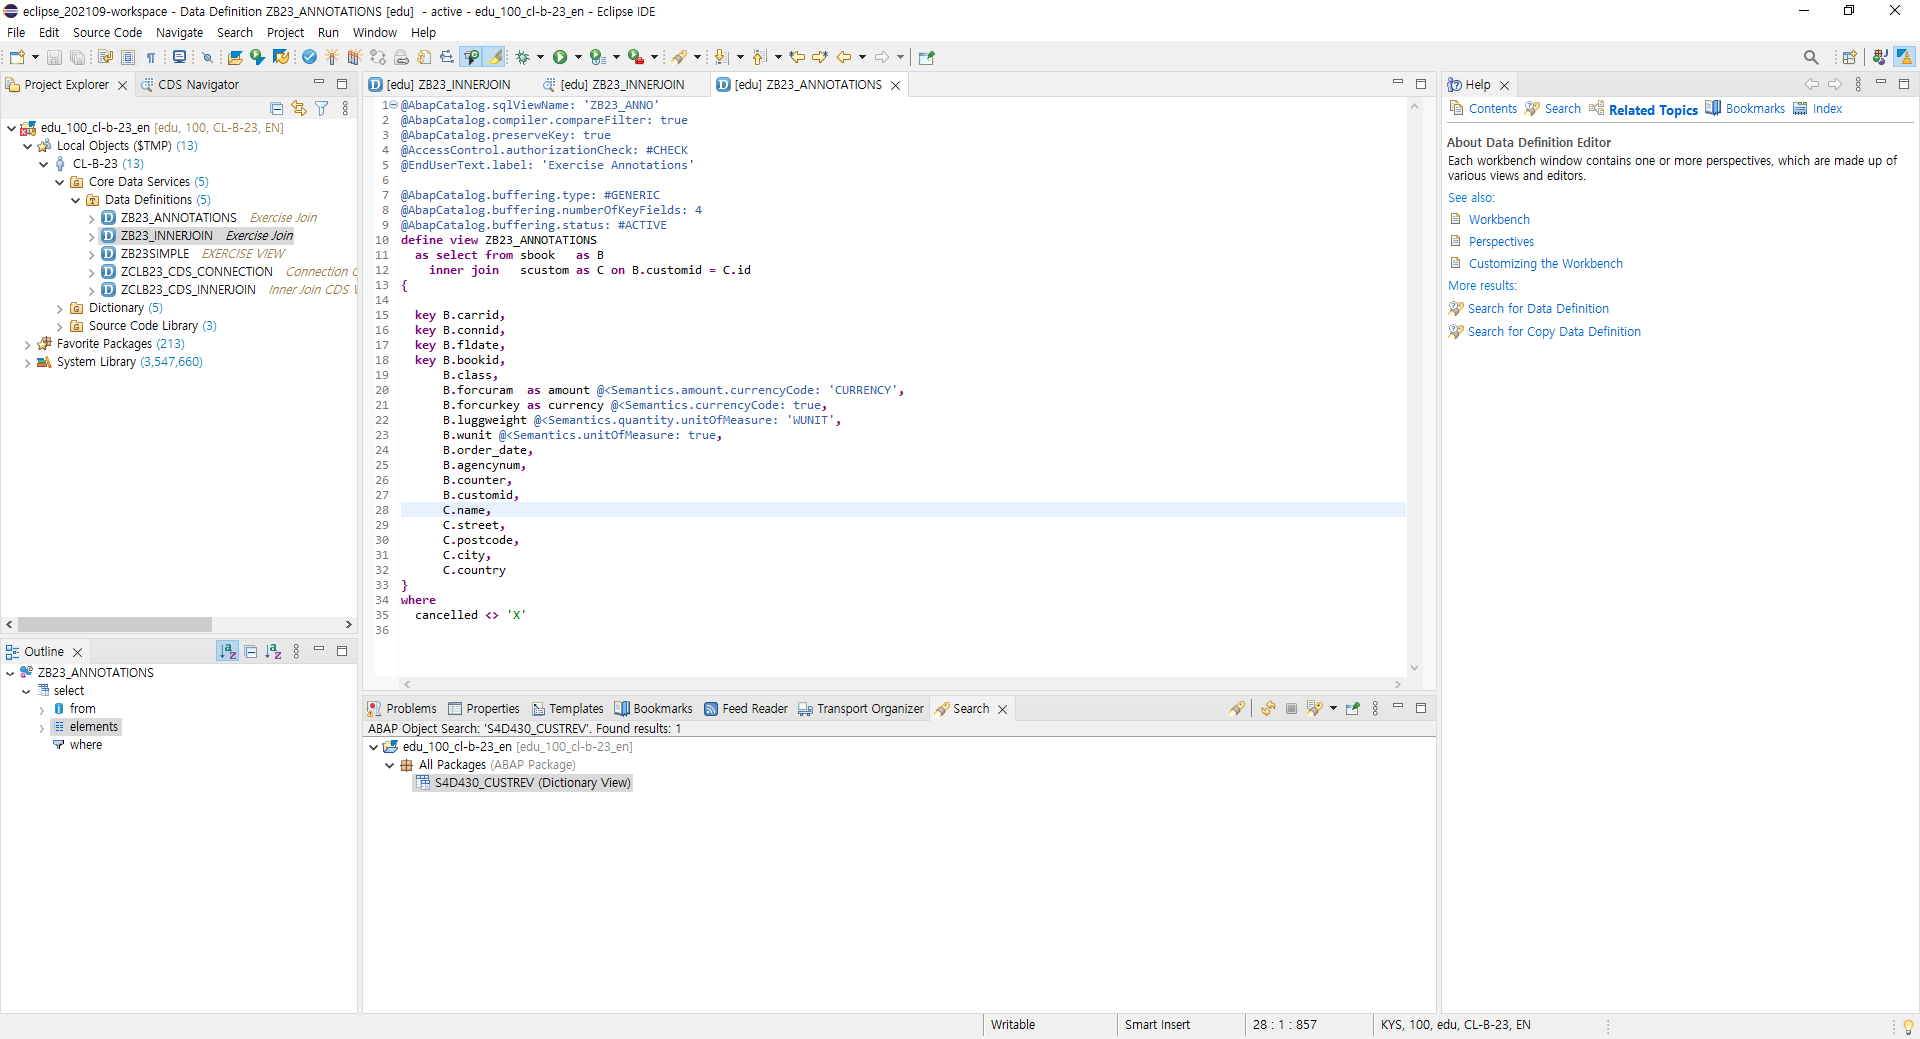 eclipse_202109-workspace - Data Definition ZB23_ANNOTATIONS [edu]  - active - edu_100_cl-b-23_en - Eclipse IDE
File Edit Source Code Navigate Search Project Run Window Help
Project Explorer
CDS Navigator
edu_100_cl-b-23_en [edu, 100, CL-B-23, EN]
Local Objects ($TMP) (13)
CL-B-23 (13)
Core Data Services (5)
Data Definitions (5)
ZB23_ANNOTATIONS Exercise Join
ZB23_INNERJOIN Exercise Join
ZB23SIMPLE EXERCISE VIEW
ZCLB23_CDS_CONNECTION Connection C
ZCLB23_CDS_INNERJOIN Inner Join CDS V
Dictionary (5)
Source Code Library (3)
Favorite Packages (213)
System Library (3,547,660)
Outline
ZB23_ANNOTATIONS
select
from
elements
where
[edu] ZB23_INNERJOIN
[edu] ZB23_INNERJOIN
[edu] ZB23_ANNOTATIONS
1 @AbapCatalog.sqlViewName: 'ZB23_ANNO'
2 @AbapCatalog.compiler.compareFilter: true
3 @AbapCatalog.preserveKey: true
4 @AccessControl.authorizationCheck: #CHECK
5 @EndUserText.label: 'Exercise Annotations'
6
7 @AbapCatalog.buffering.type: #GENERIC
8 @AbapCatalog.buffering.numberOfKeyFields: 4
9 @AbapCatalog.buffering.status: #ACTIVE
10 define view ZB23_ANNOTATIONS
11   as select from sbook   as B
12     inner join   scustom as C on B.customid = C.id
13 {
14
15   key B.carrid,
16   key B.connid,
17   key B.fldate,
18   key B.bookid,
19       B.class,
20       B.forcuram  as amount @<Semantics.amount.currencyCode: 'CURRENCY',
21       B.forcurkey as currency @<Semantics.currencyCode: true,
22       B.luggweight @<Semantics.quantity.unitOfMeasure: 'WUNIT',
23       B.wunit @<Semantics.unitOfMeasure: true,
24       B.order_date,
25       B.agencynum,
26       B.counter,
27       B.customid,
28       C.name,
29       C.street,
30       C.postcode,
31       C.city,
32       C.country
33 }
34 where
35   cancelled <> 'X'
36
Problems Properties Templates Bookmarks Feed Reader Transport Organizer Search
ABAP Object Search: 'S4D430_CUSTREV'. Found results: 1
edu_100_cl-b-23_en [edu_100_cl-b-23_en]
All Packages (ABAP Package)
S4D430_CUSTREV (Dictionary View)
Help
Contents Search Related Topics Bookmarks Index
About Data Definition Editor
Each workbench window contains one or more perspectives, which are made up of
various views and editors.
See also:
Workbench
Perspectives
Customizing the Workbench
More results:
Search for Data Definition
Search for Copy Data Definition
Writable
Smart Insert
28 : 1 : 857
KYS, 100, edu, CL-B-23, EN